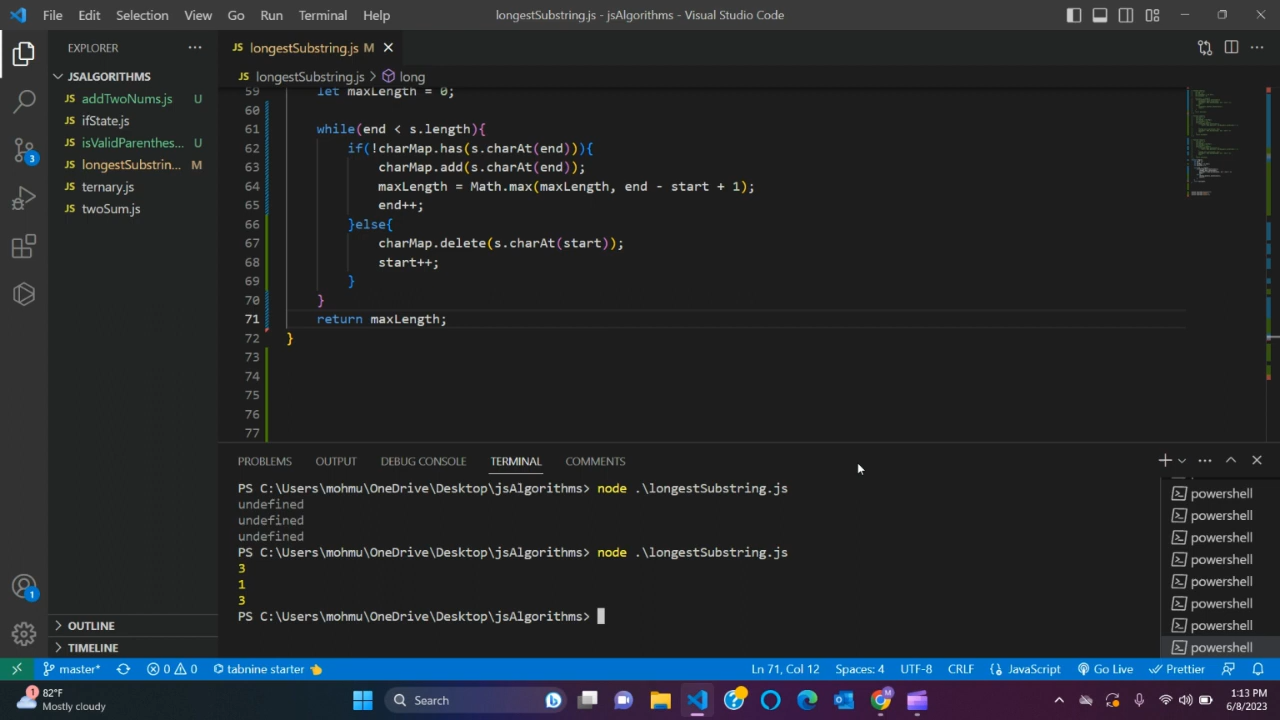 File Edit Selection View Go Run Terminal Help
longestSubstring.js - jsAlgorithms - Visual Studio Code
EXPLORER
JSALGORITHMS
JS addTwoNums.js U
JS ifState.js
JS isValidParenthes... U
JS longestSubstrin... M
JS ternary.js
JS twoSum.js
OUTLINE
TIMELINE
3
1
JS longestSubstring.js M
JS longestSubstring.js > long
59 let maxLength = 0;
60
61 while(end < s.length){
62 if(!charMap.has(s.charAt(end))){
63 charMap.add(s.charAt(end));
64 maxLength = Math.max(maxLength, end - start + 1);
65 end++;
66 }else{
67 charMap.delete(s.charAt(start));
68 start++;
69 }
70 }
71 return maxLength;
72 }
73
74
75
76
77
PROBLEMS OUTPUT DEBUG CONSOLE TERMINAL COMMENTS
PS C:\Users\mohmu\OneDrive\Desktop\jsAlgorithms> node .\longestSubstring.js
undefined
undefined
undefined
PS C:\Users\mohmu\OneDrive\Desktop\jsAlgorithms> node .\longestSubstring.js
3
1
3
PS C:\Users\mohmu\OneDrive\Desktop\jsAlgorithms>
powershell
powershell
powershell
powershell
powershell
powershell
powershell
powershell
master* 0 0 tabnine starter 👈 Ln 71, Col 12 Spaces: 4 UTF-8 CRLF JavaScript Go Live Prettier
1 82°F
Mostly cloudy
Search
M
1:13 PM
6/8/2023